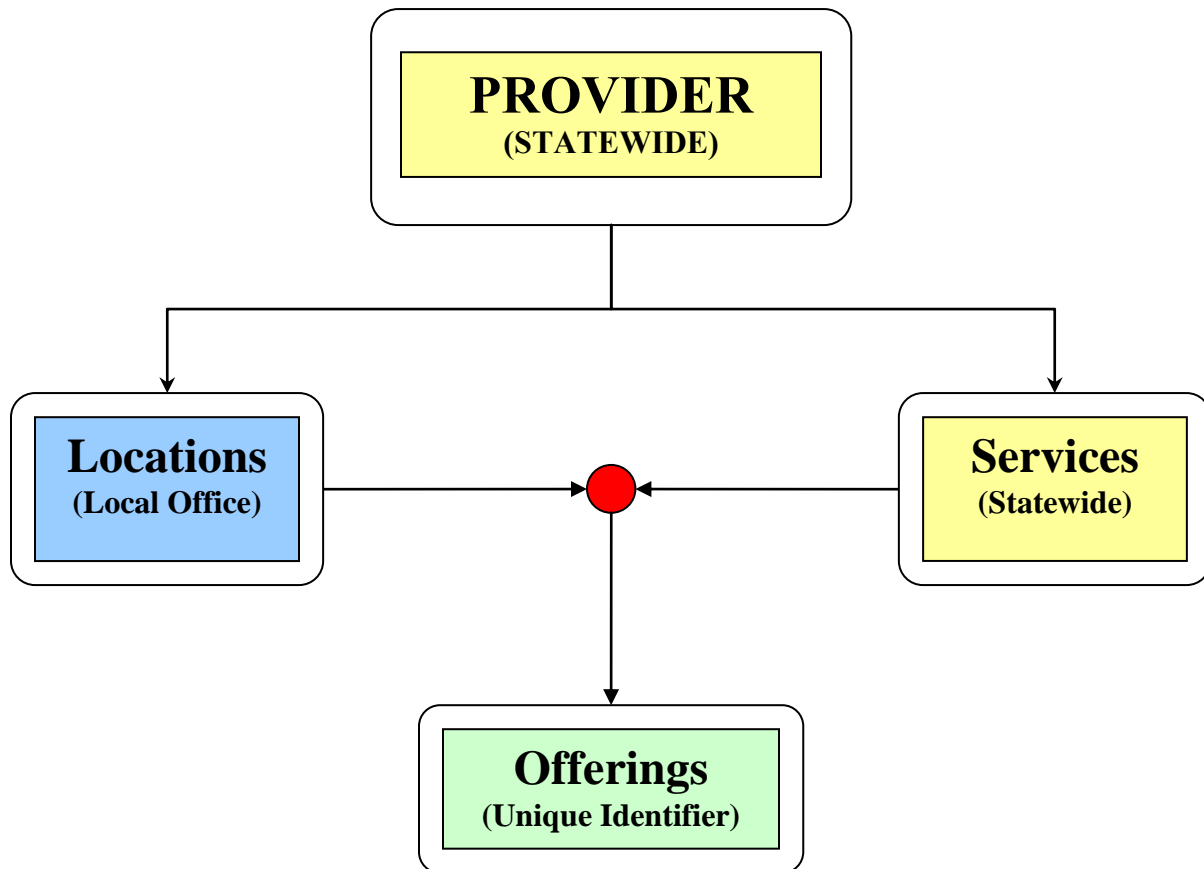 PROVIDER
(STATEWIDE)
Locations
(Local Office)
Services
(Statewide)
Offerings
(Unique Identifier)